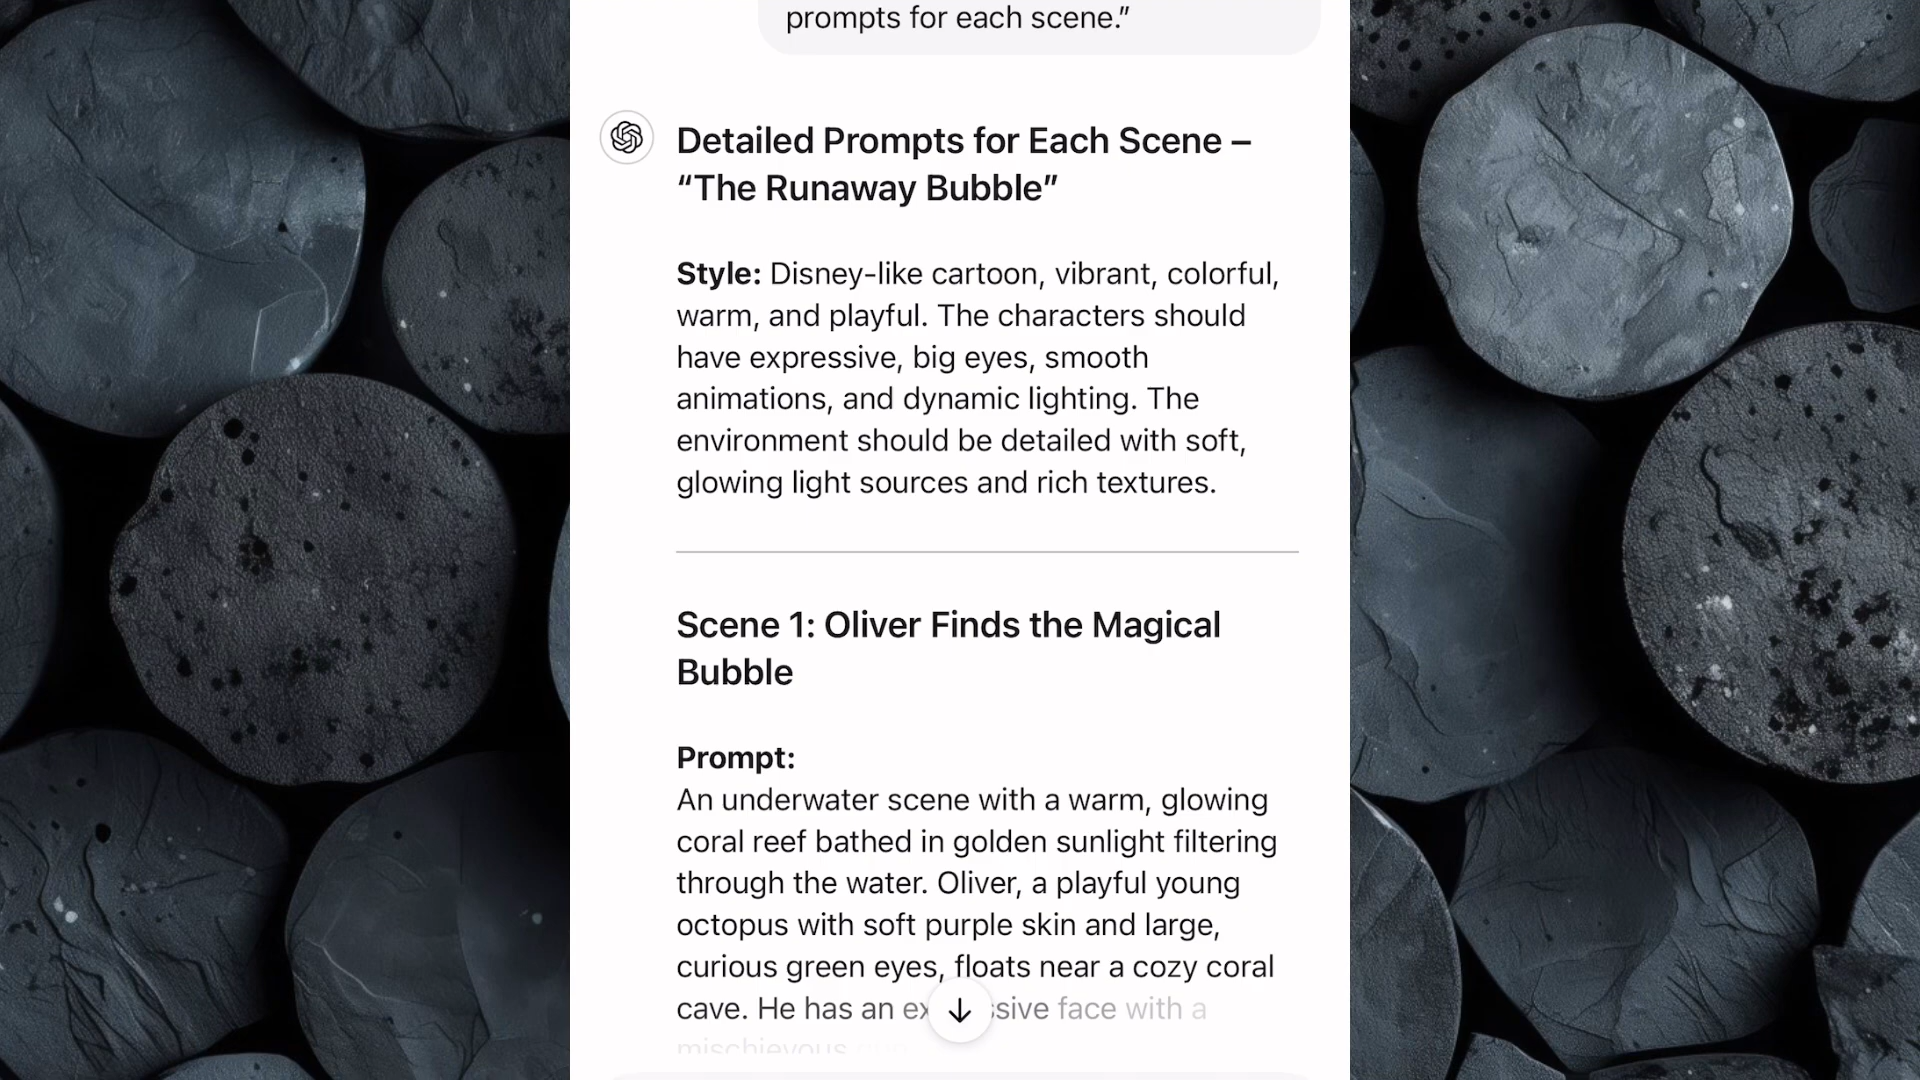 prompts for each scene.”
Detailed Prompts for Each Scene –
“The Runaway Bubble”
Style: Disney-like cartoon, vibrant, colorful,
warm, and playful. The characters should
have expressive, big eyes, smooth
animations, and dynamic lighting. The
environment should be detailed with soft,
glowing light sources and rich textures.
Scene 1: Oliver Finds the Magical
Bubble
Prompt:
An underwater scene with a warm, glowing
coral reef bathed in golden sunlight filtering
through the water. Oliver, a playful young
octopus with soft purple skin and large,
curious green eyes, floats near a cozy coral
cave. He has an face with a
mischievous